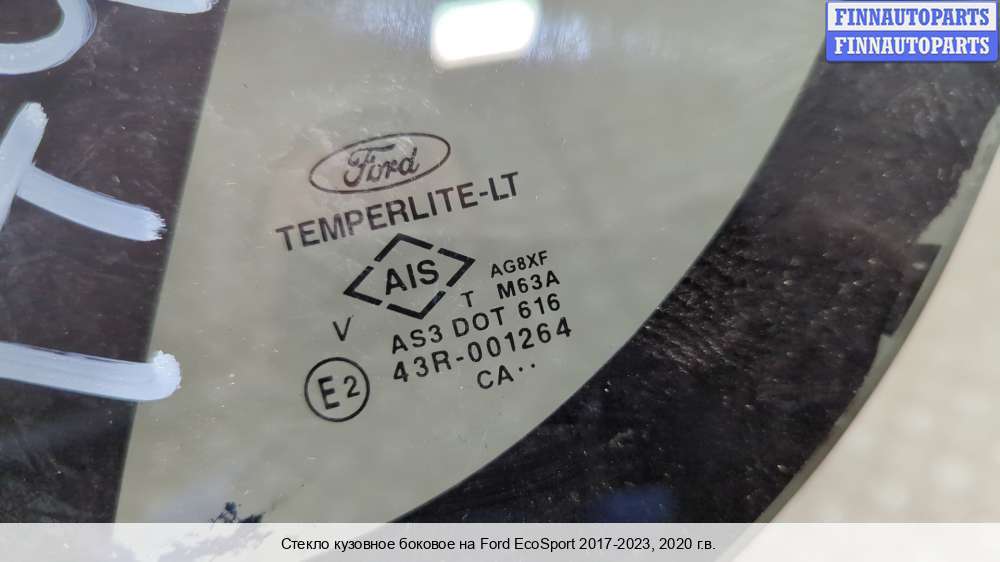 FINNAUTOPARTS
FINNAUTOPARTS
Ford
TEMPERLITE-LT
AIS
AG8XF
T M63A
V
AS3 DOT 616
43R-001264
E2
CA··
Стекло кузовное боковое на Ford EcoSport 2017-2023, 2020 г.в.